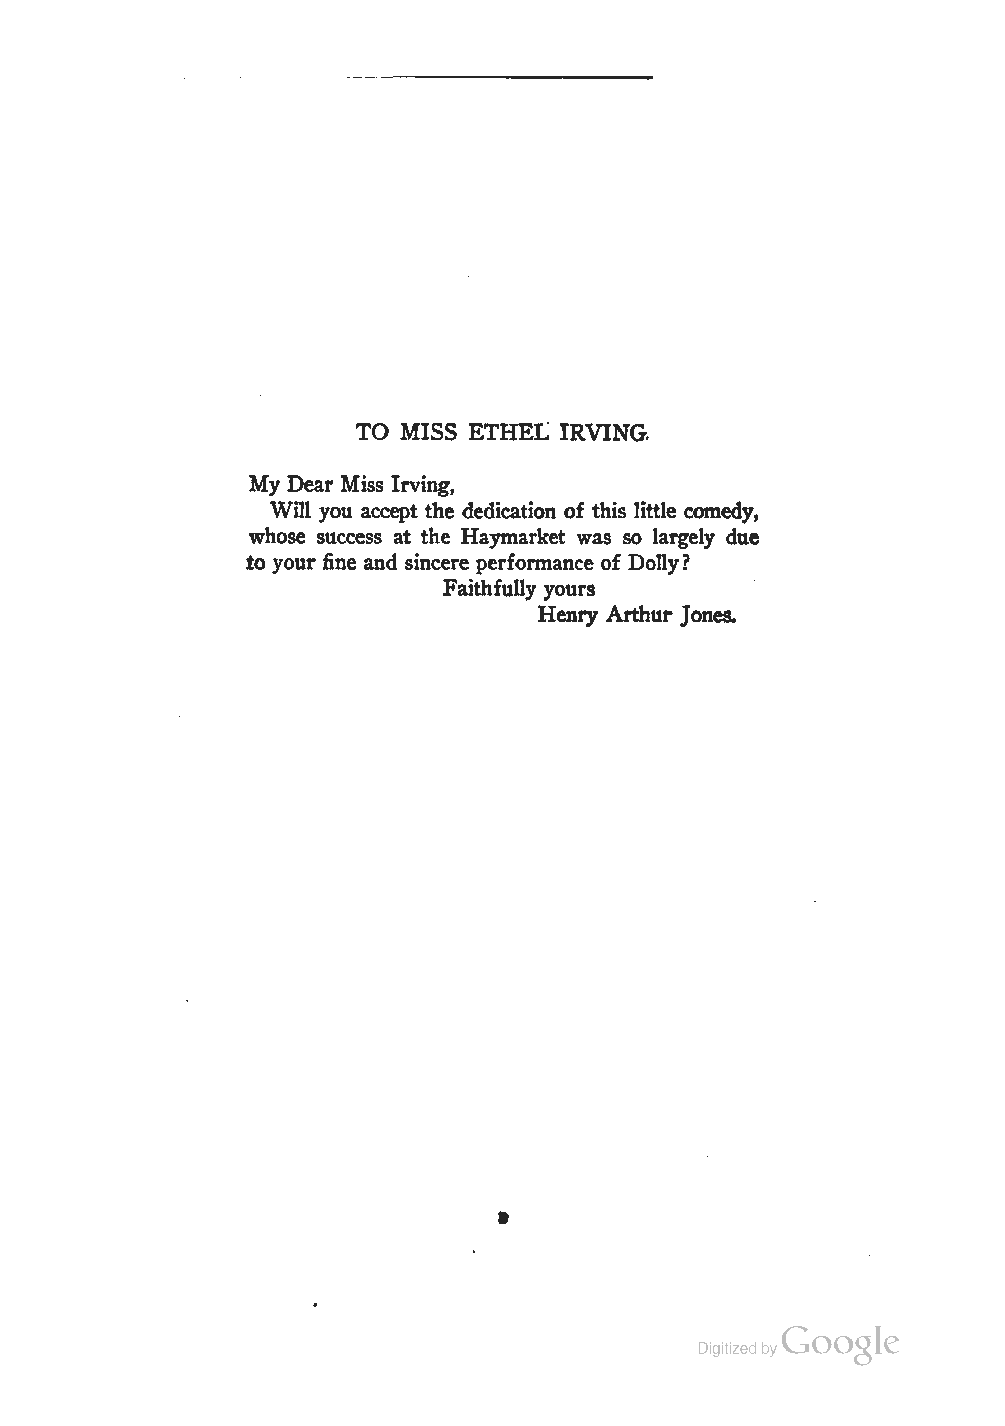 TO MISS ETHEL IRVING.
My Dear Miss Irving,
Will you accept the dedication of this little comedy,
whose success at the Haymarket was so largely due
to your fine and sincere performance of Dolly?
Faithfully yours
Henry Arthur Jones.
Digitized by Google